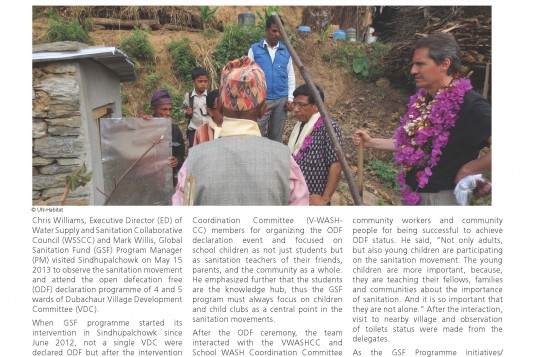 © UN-Habitat
Chris Williams, Executive Director (ED) of
Water Supply and Sanitation Collaborative
Council (WSSCC) and Mark Willis, Global
Sanitation Fund (GSF) Program Manager
(PM) visited Sindhupalchowk on May 15
2013 to observe the sanitation movement
and attend the open defecation free
(ODF) declaration programme of 4 and 5
wards of Dubachaur Village Development
Committee (VDC).
When GSF programme started its
intervention in Sindhupalchowk since
June 2012, not a single VDC were
declared ODF but after the intervention
Coordination Committee (V-WASH-
CC) members for organizing the ODF
declaration event and focused on
school children as not just students but
as sanitation teachers of their friends,
parents, and the community as a whole.
He emphasized further that the students
are the knowledge hub, thus the GSF
program must always focus on children
and child clubs as a central point in the
sanitation movements.
After the ODF ceremony, the team
interacted with the VWASHCC and
School WASH Coordination Committee
community workers and community
people for being successful to achieve
ODF status. He said, “Not only adults,
but also young children are participating
on the sanitation movement. The young
children are more important, because,
they are teaching their fellows, families
and communities about the importance
of sanitation. And it is so important that
they are not alone.” After the interaction,
visit to nearby village and observation
of toilets status were made from the
delegates.
As the GSF Programme initiatives/